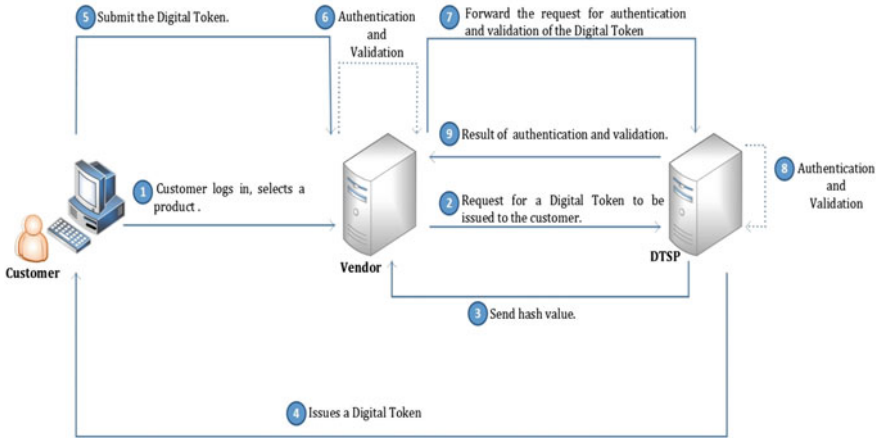 5 Submit the Digital Token.
6 Authentication
and
Validation
7 Forward the request for authentication
and validation of the Digital Token
9 Result of authentication and validation.
8 Authentication
and
Validation
1 Customer logs in, selects a
product .
2 Request for a Digital Token to be
issued to the customer.
Customer
Vendor
DTSP
3 Send hash value.
4 Issues a Digital Token